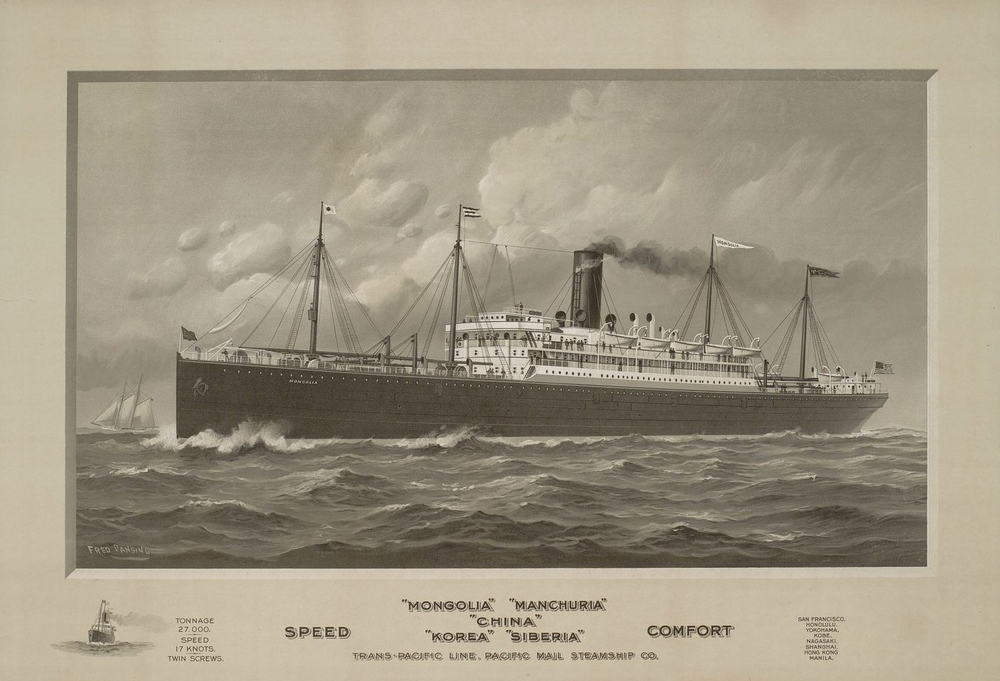 MONGOLIA
MONGOLIA
FRED PANSING
TONNAGE
27.000.
SPEED
17 KNOTS.
TWIN SCREWS.
SPEED
"MONGOLIA" "MANCHURIA"
"CHINA"
"KOREA" "SIBERIA"
TRANS-PACIFIC LINE, PACIFIC MAIL STEAMSHIP CO.
COMFORT
SAN FRANCISCO,
HONOLULU,
YOKOHAMA,
KOBE,
NAGASAKI,
SHANGHAI,
HONG KONG
MANILA.